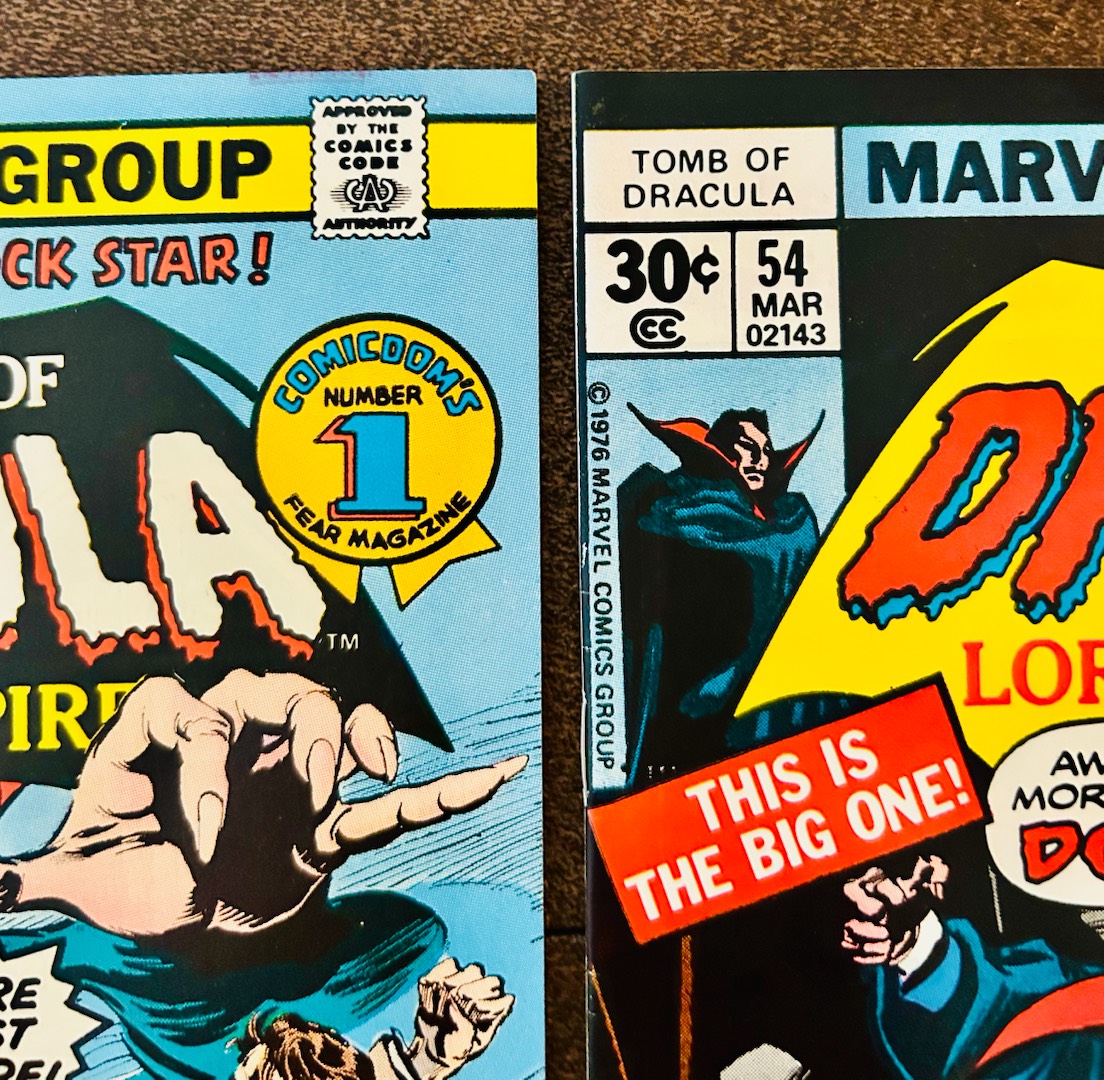 GROUP
APPROVED
BY THE
COMICS
CODE
CA
AUTHORITY
CK STAR!
OF
COMICDOM'S
NUMBER
1
FEAR MAGAZINE
LA
TM
PIRE
RE
ST
RE!
TOMB OF
DRACULA
MARV
30¢
CC
54
MAR
02143
© 1976 MARVEL COMICS GROUP
D
LOR
THIS IS
THE BIG ONE!
AW
MOR
DO